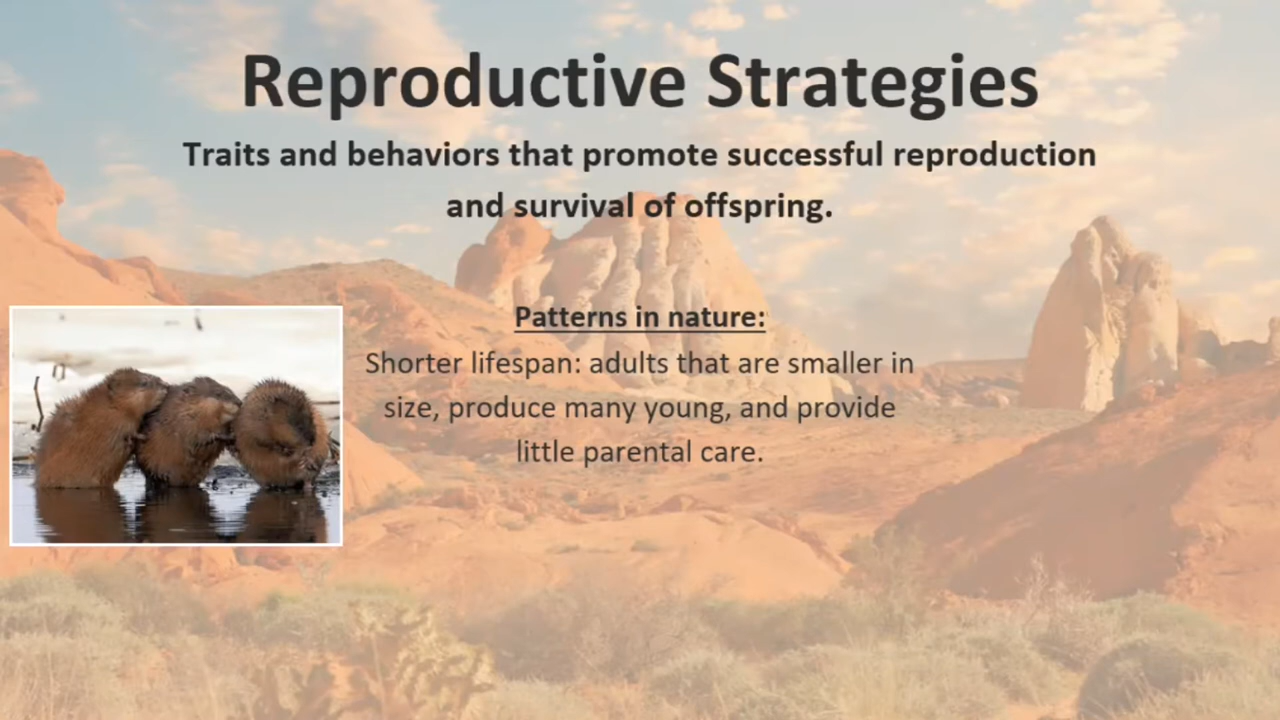 Reproductive Strategies
Traits and behaviors that promote successful reproduction
and survival of offspring.
Patterns in nature:
Shorter lifespan: adults that are smaller in
size, produce many young, and provide
little parental care.